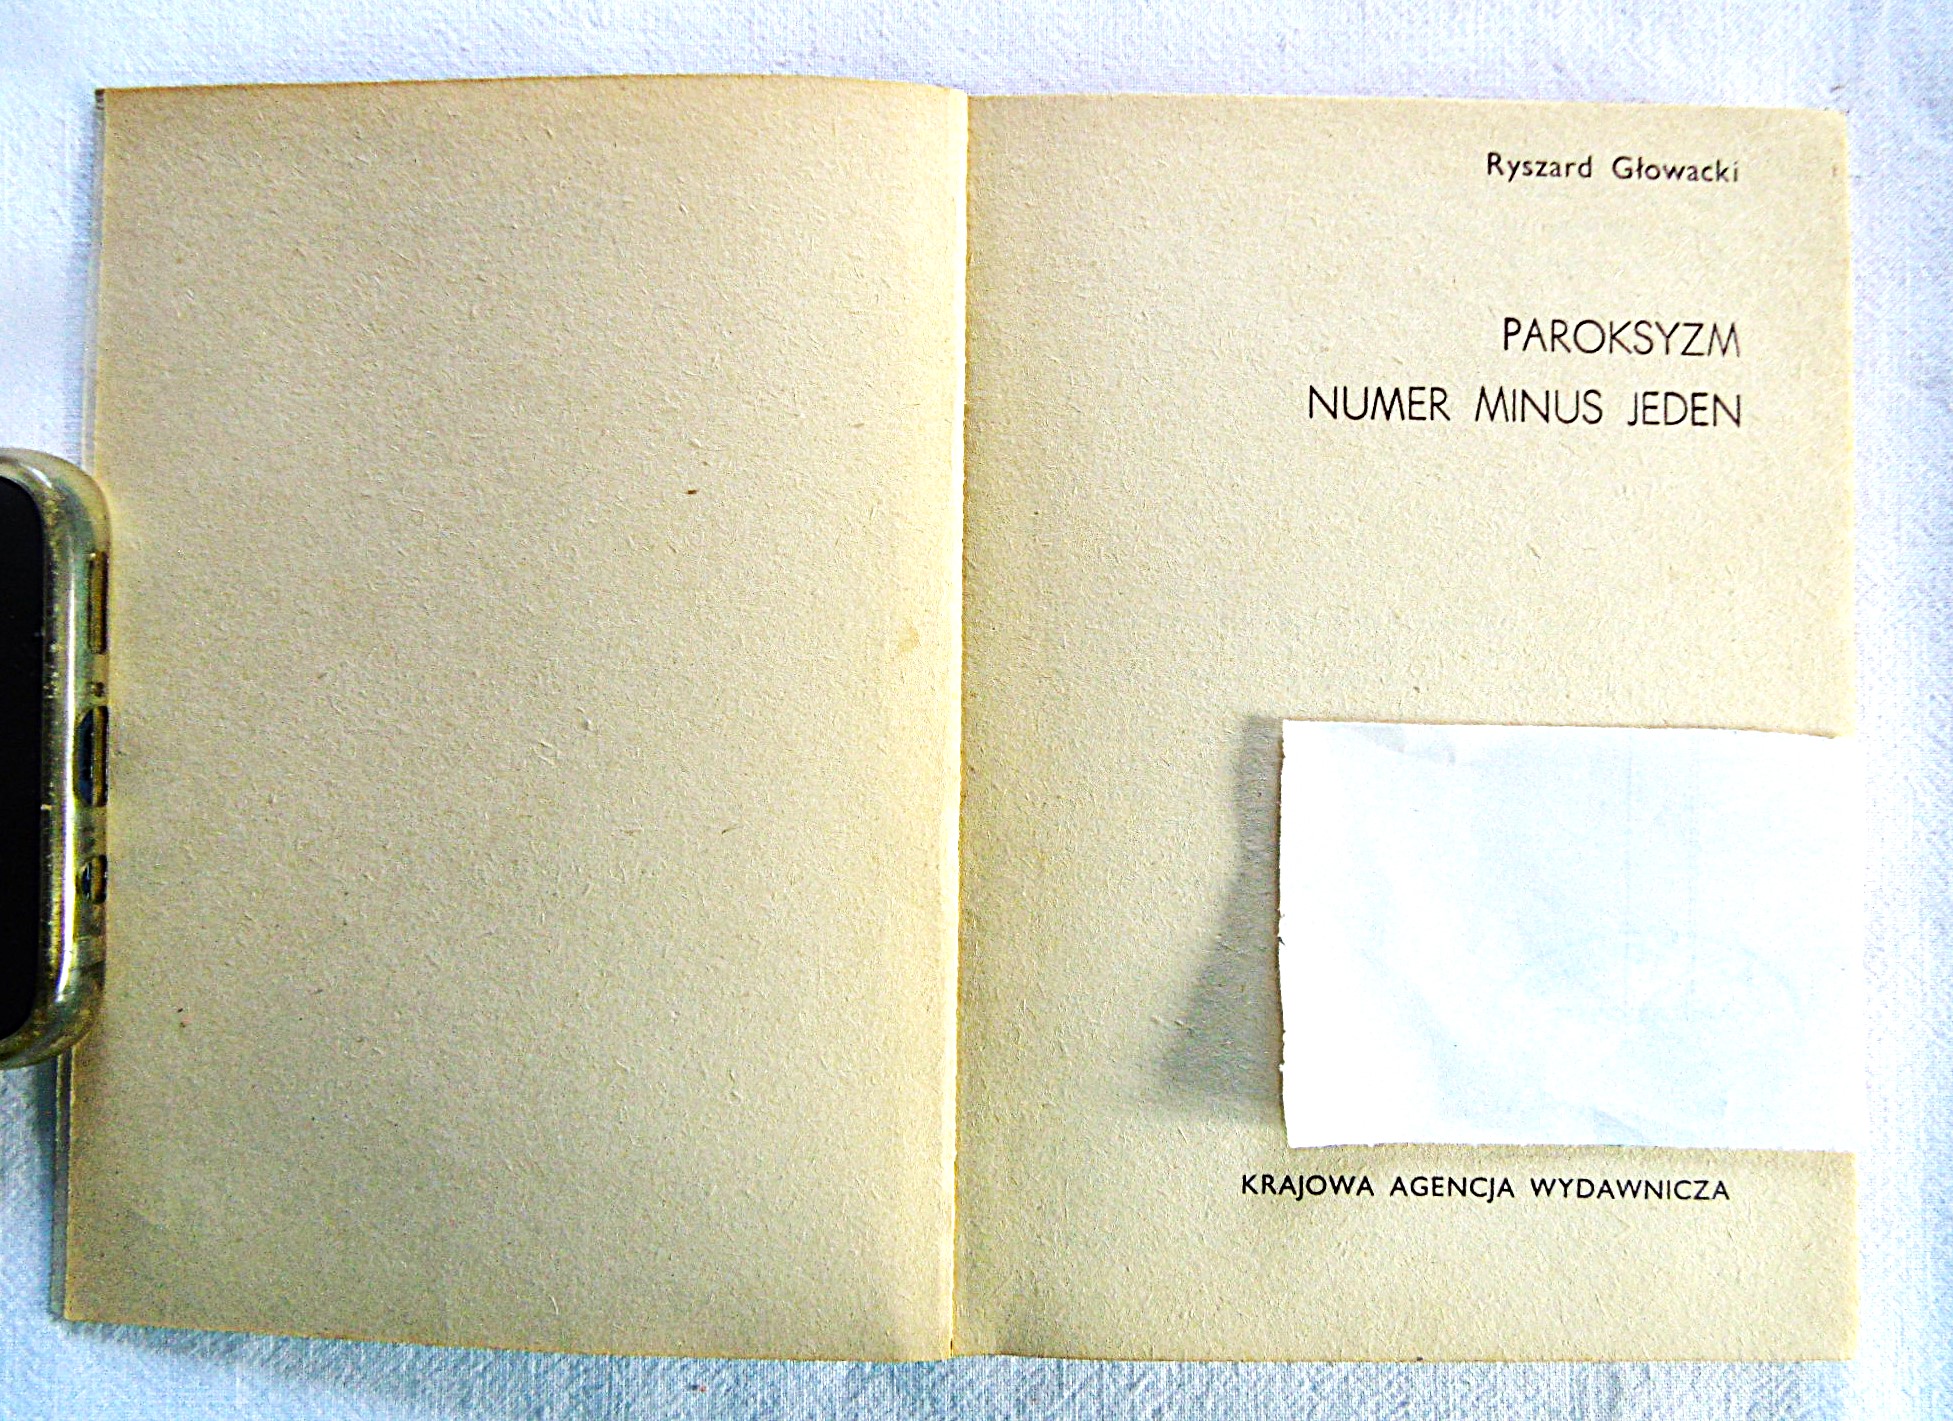 Ryszard Głowacki
PAROKSYZM
NUMER MINUS JEDEN
KRAJOWA AGENCJA WYDAWNICZA